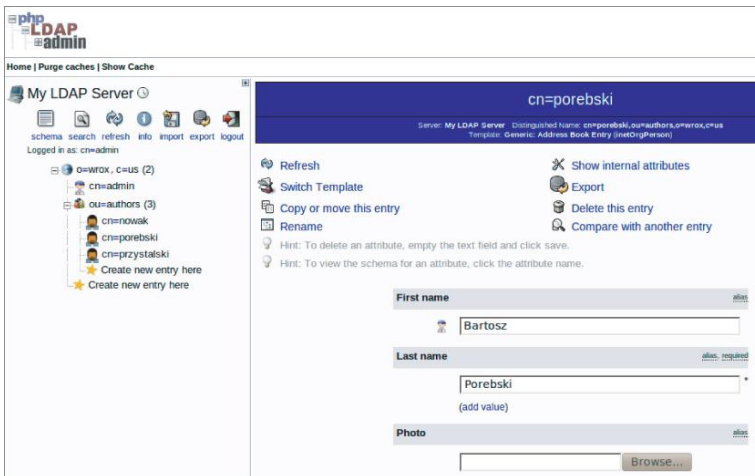 php
LDAP
admin
Home | Purge caches | Show Cache
My LDAP Server
schema search refresh info import export logout
Logged in as: cn=admin
o=wrox, c=us (2)
cn=admin
ou=authors (3)
cn=nowak
cn=porebski
cn=przystalski
Create new entry here
Create new entry here
cn=porebski
Server: My LDAP Server Distinguished Name: cn=porebski,ou=authors,o=wrox,c=us
Template: Generic: Address Book Entry (inetOrgPerson)
Refresh
Show internal attributes
Switch Template
Export
Copy or move this entry
Delete this entry
Rename
Compare with another entry
Hint: To delete an attribute, empty the text field and click save.
Hint: To view the schema for an attribute, click the attribute name.
First name alias
Bartosz
Last name alias, required
Porebski *
(add value)
Photo alias
Browse...